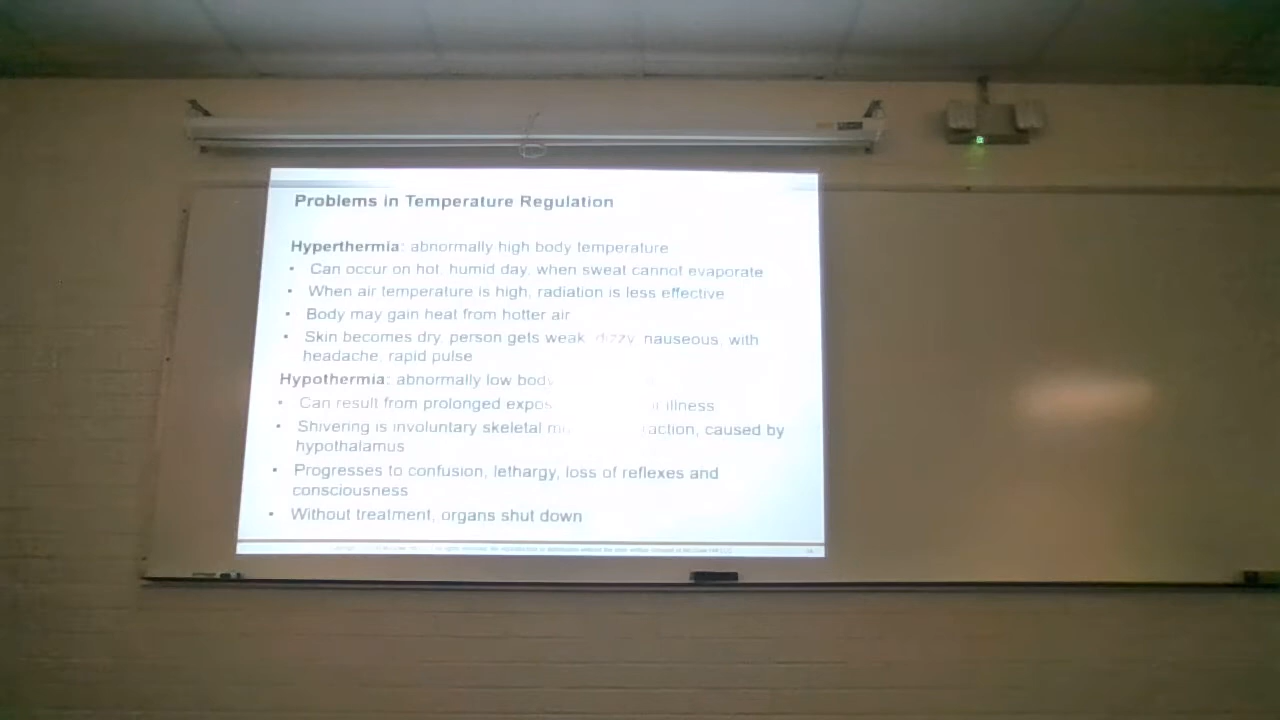 Problems in Temperature Regulation
Hyperthermia: abnormally high body temperature
• Can occur on hot, humid day, when sweat cannot evaporate
• When air temperature is high, radiation is less effective
• Body may gain heat from hotter air
• Skin becomes dry, person gets weak, dizzy, nauseous, with
headache, rapid pulse
Hypothermia: abnormally low body
• Can result from prolonged illness
• Shivering is involuntary skeletal caused by
hypothalamus
• Progresses to confusion, lethargy, loss of reflexes and
consciousness
• Without treatment, organs shut down